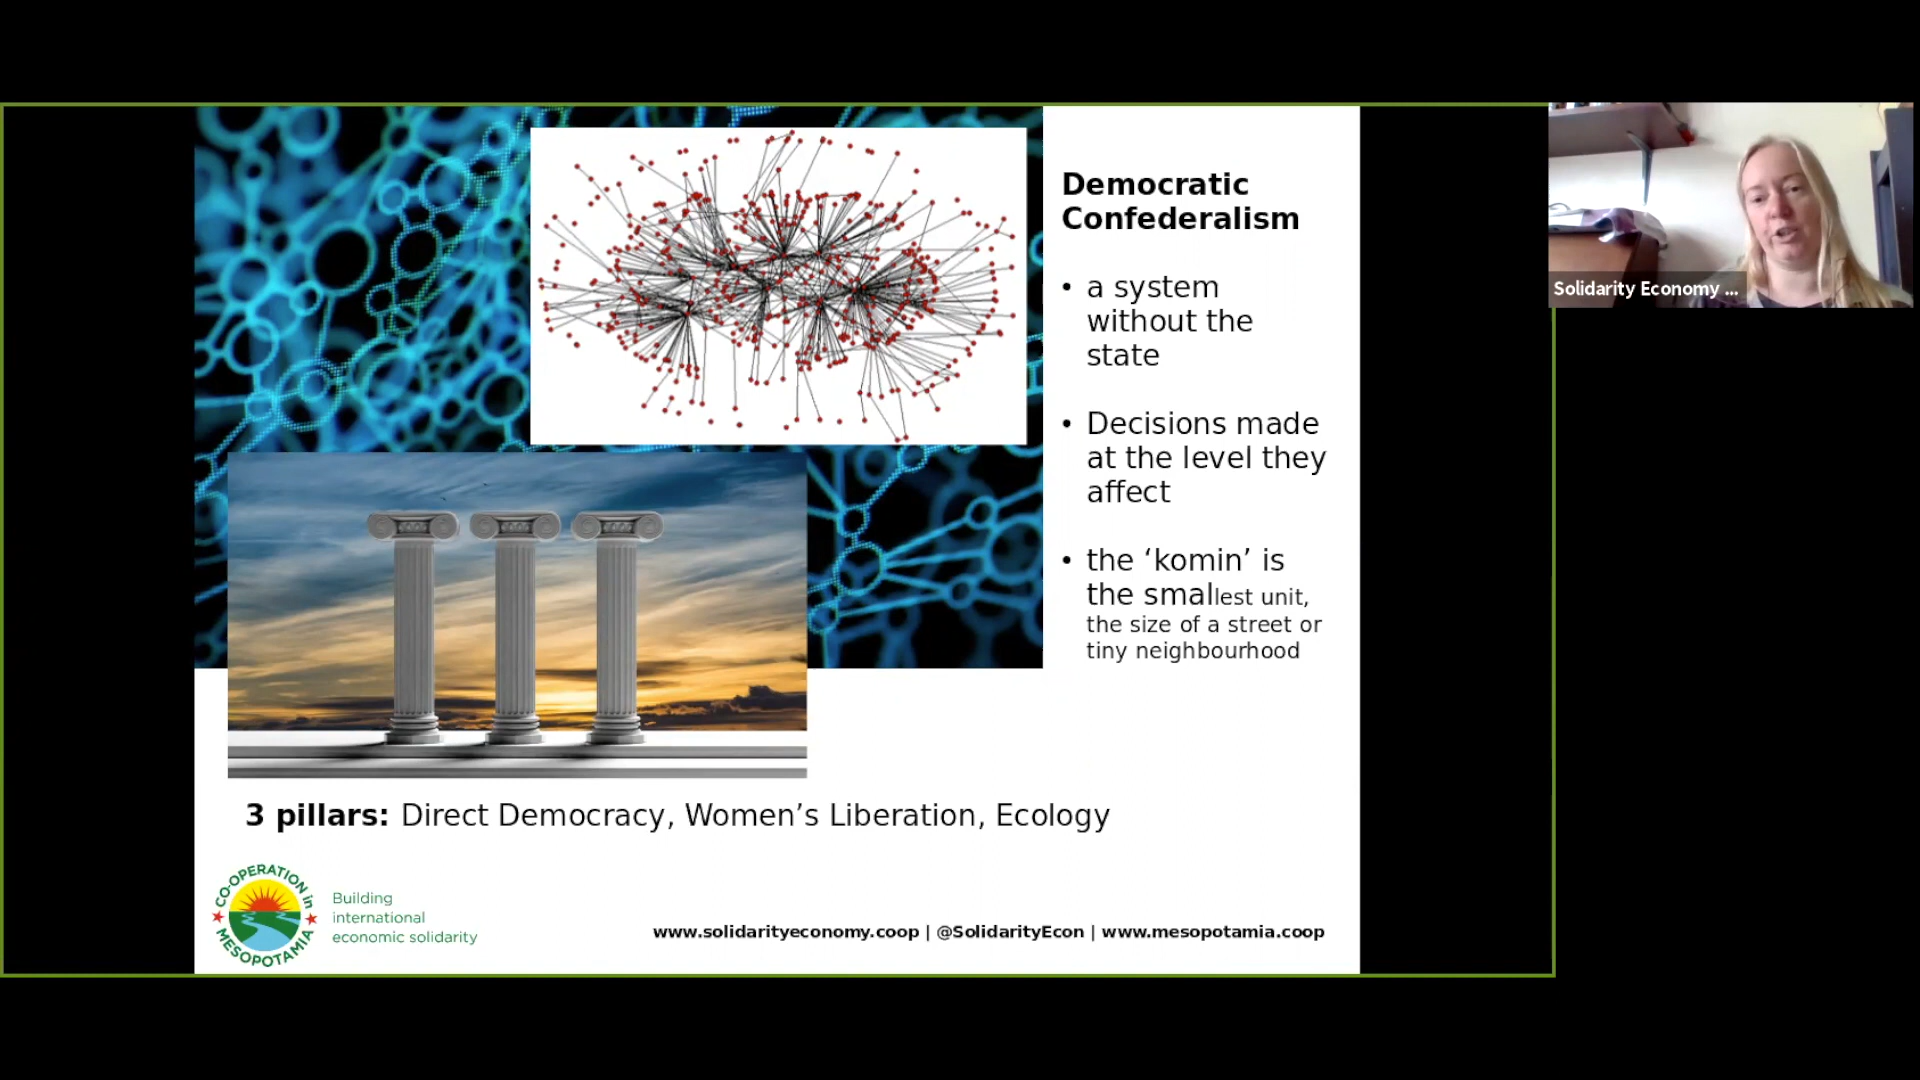 Democratic
Confederalism
• a system
without the
state
• Decisions made
at the level they
affect
• the ‘komin’ is
the smallest unit,
the size of a street or
tiny neighbourhood
3 pillars: Direct Democracy, Women’s Liberation, Ecology
CO-OPERATION in
MESOPOTAMIA
Building
international
economic solidarity
www.solidarityeconomy.coop | @SolidarityEcon | www.mesopotamia.coop
Solidarity Economy ...